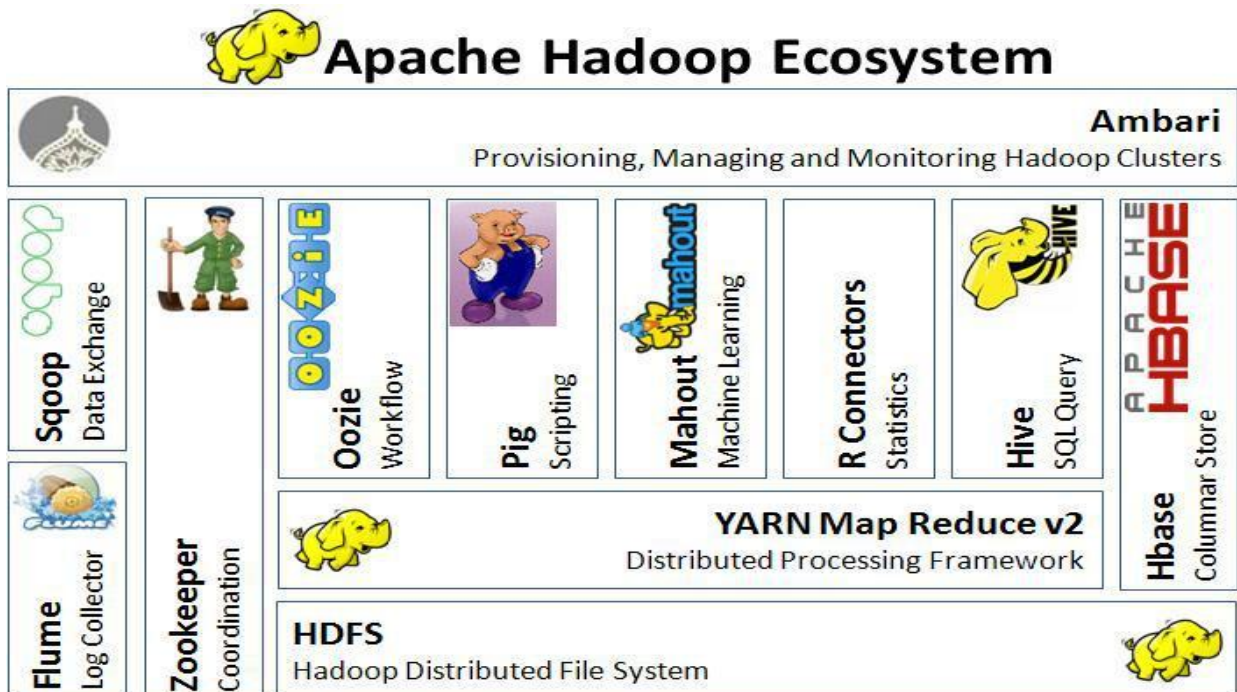 Apache Hadoop Ecosystem
Ambari
Provisioning, Managing and Monitoring Hadoop Clusters
sqoop
Sqoop
Data Exchange
FLUME
Flume
Log Collector
Zookeeper
Coordination
OOZIE
Oozie
Workflow
Pig
Scripting
mahout
Mahout
Machine Learning
R Connectors
Statistics
HIVE
Hive
SQL Query
APACHE
HBASE
Hbase
Columnar Store
YARN Map Reduce v2
Distributed Processing Framework
HDFS
Hadoop Distributed File System